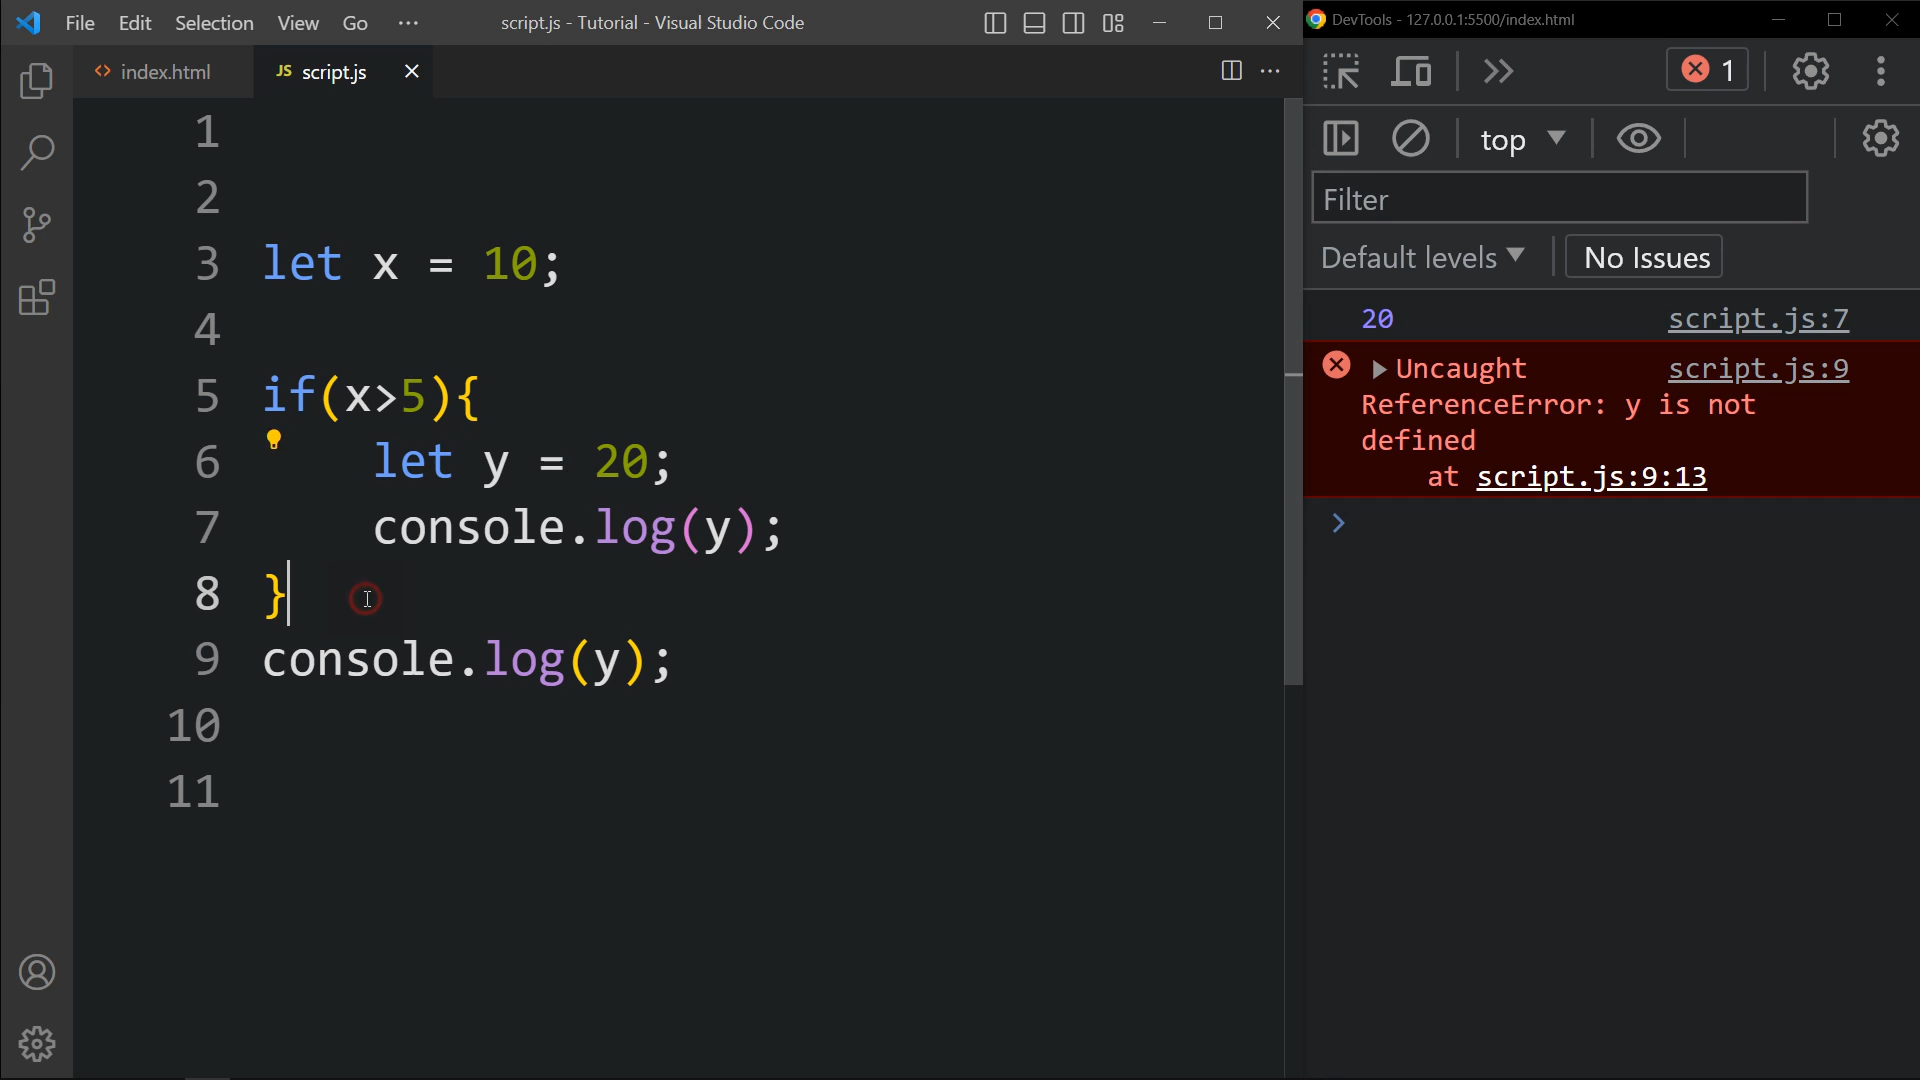 File Edit Selection View Go ··· script.js - Tutorial - Visual Studio Code
index.html JS script.js
1
2
3 let x = 10;
4
5 if(x>5){
6 let y = 20;
7 console.log(y);
8 }
9 console.log(y);
10
11
DevTools - 127.0.0.1:5500/index.html
1
top
Filter
Default levels No Issues
20 script.js:7
Uncaught script.js:9
ReferenceError: y is not
defined
at script.js:9:13